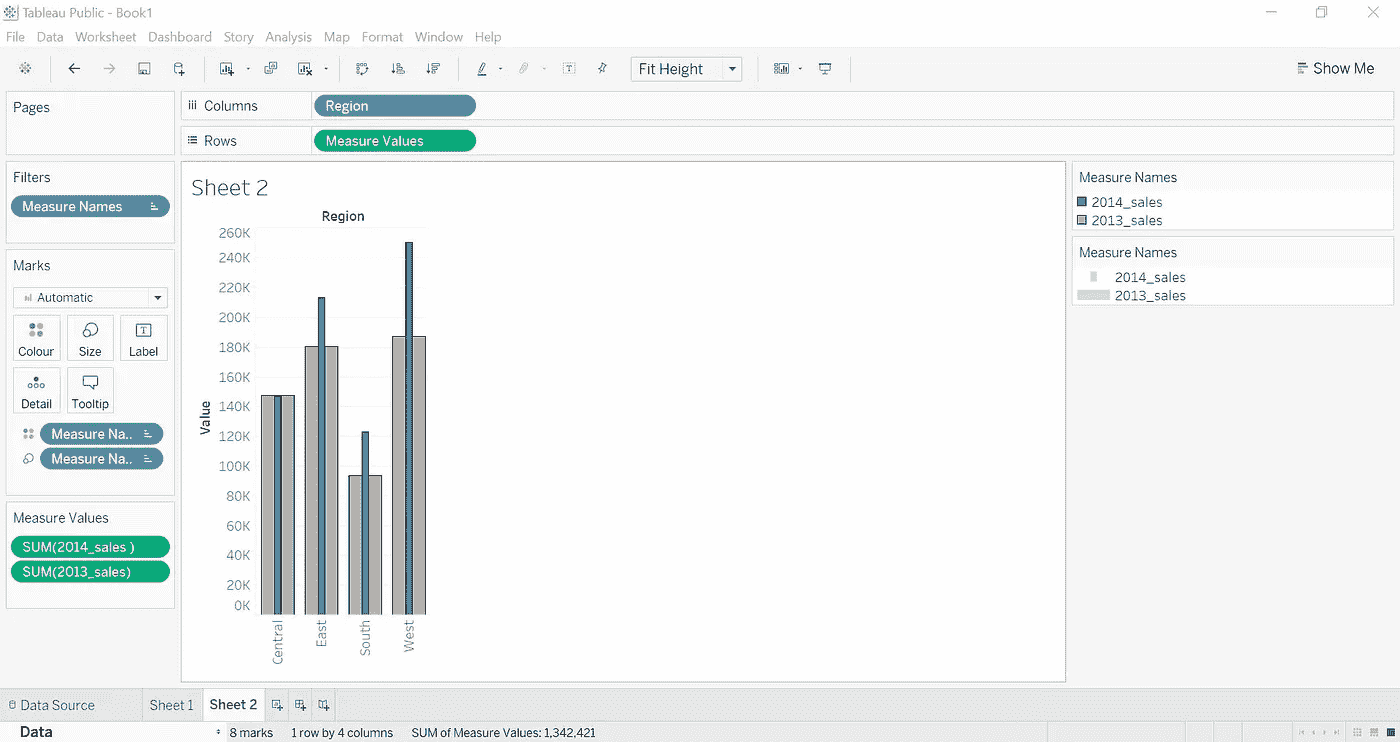 Tableau Public - Book1
File Data Worksheet Dashboard Story Analysis Map Format Window Help
Fit Height
Show Me
Pages
Columns
Region
Rows
Measure Values
Filters
Measure Names
Marks
Automatic
Colour
Size
Label
Detail
Tooltip
Measure Na..
Measure Na..
Measure Values
SUM(2014_sales )
SUM(2013_sales)
Sheet 2
Region
Value
260K
240K
220K
200K
180K
160K
140K
120K
100K
80K
60K
40K
20K
0K
Central
East
South
West
Measure Names
2014_sales
2013_sales
Measure Names
2014_sales
2013_sales
Data Source
Sheet 1
Sheet 2
Data
8 marks
1 row by 4 columns
SUM of Measure Values: 1,342,421